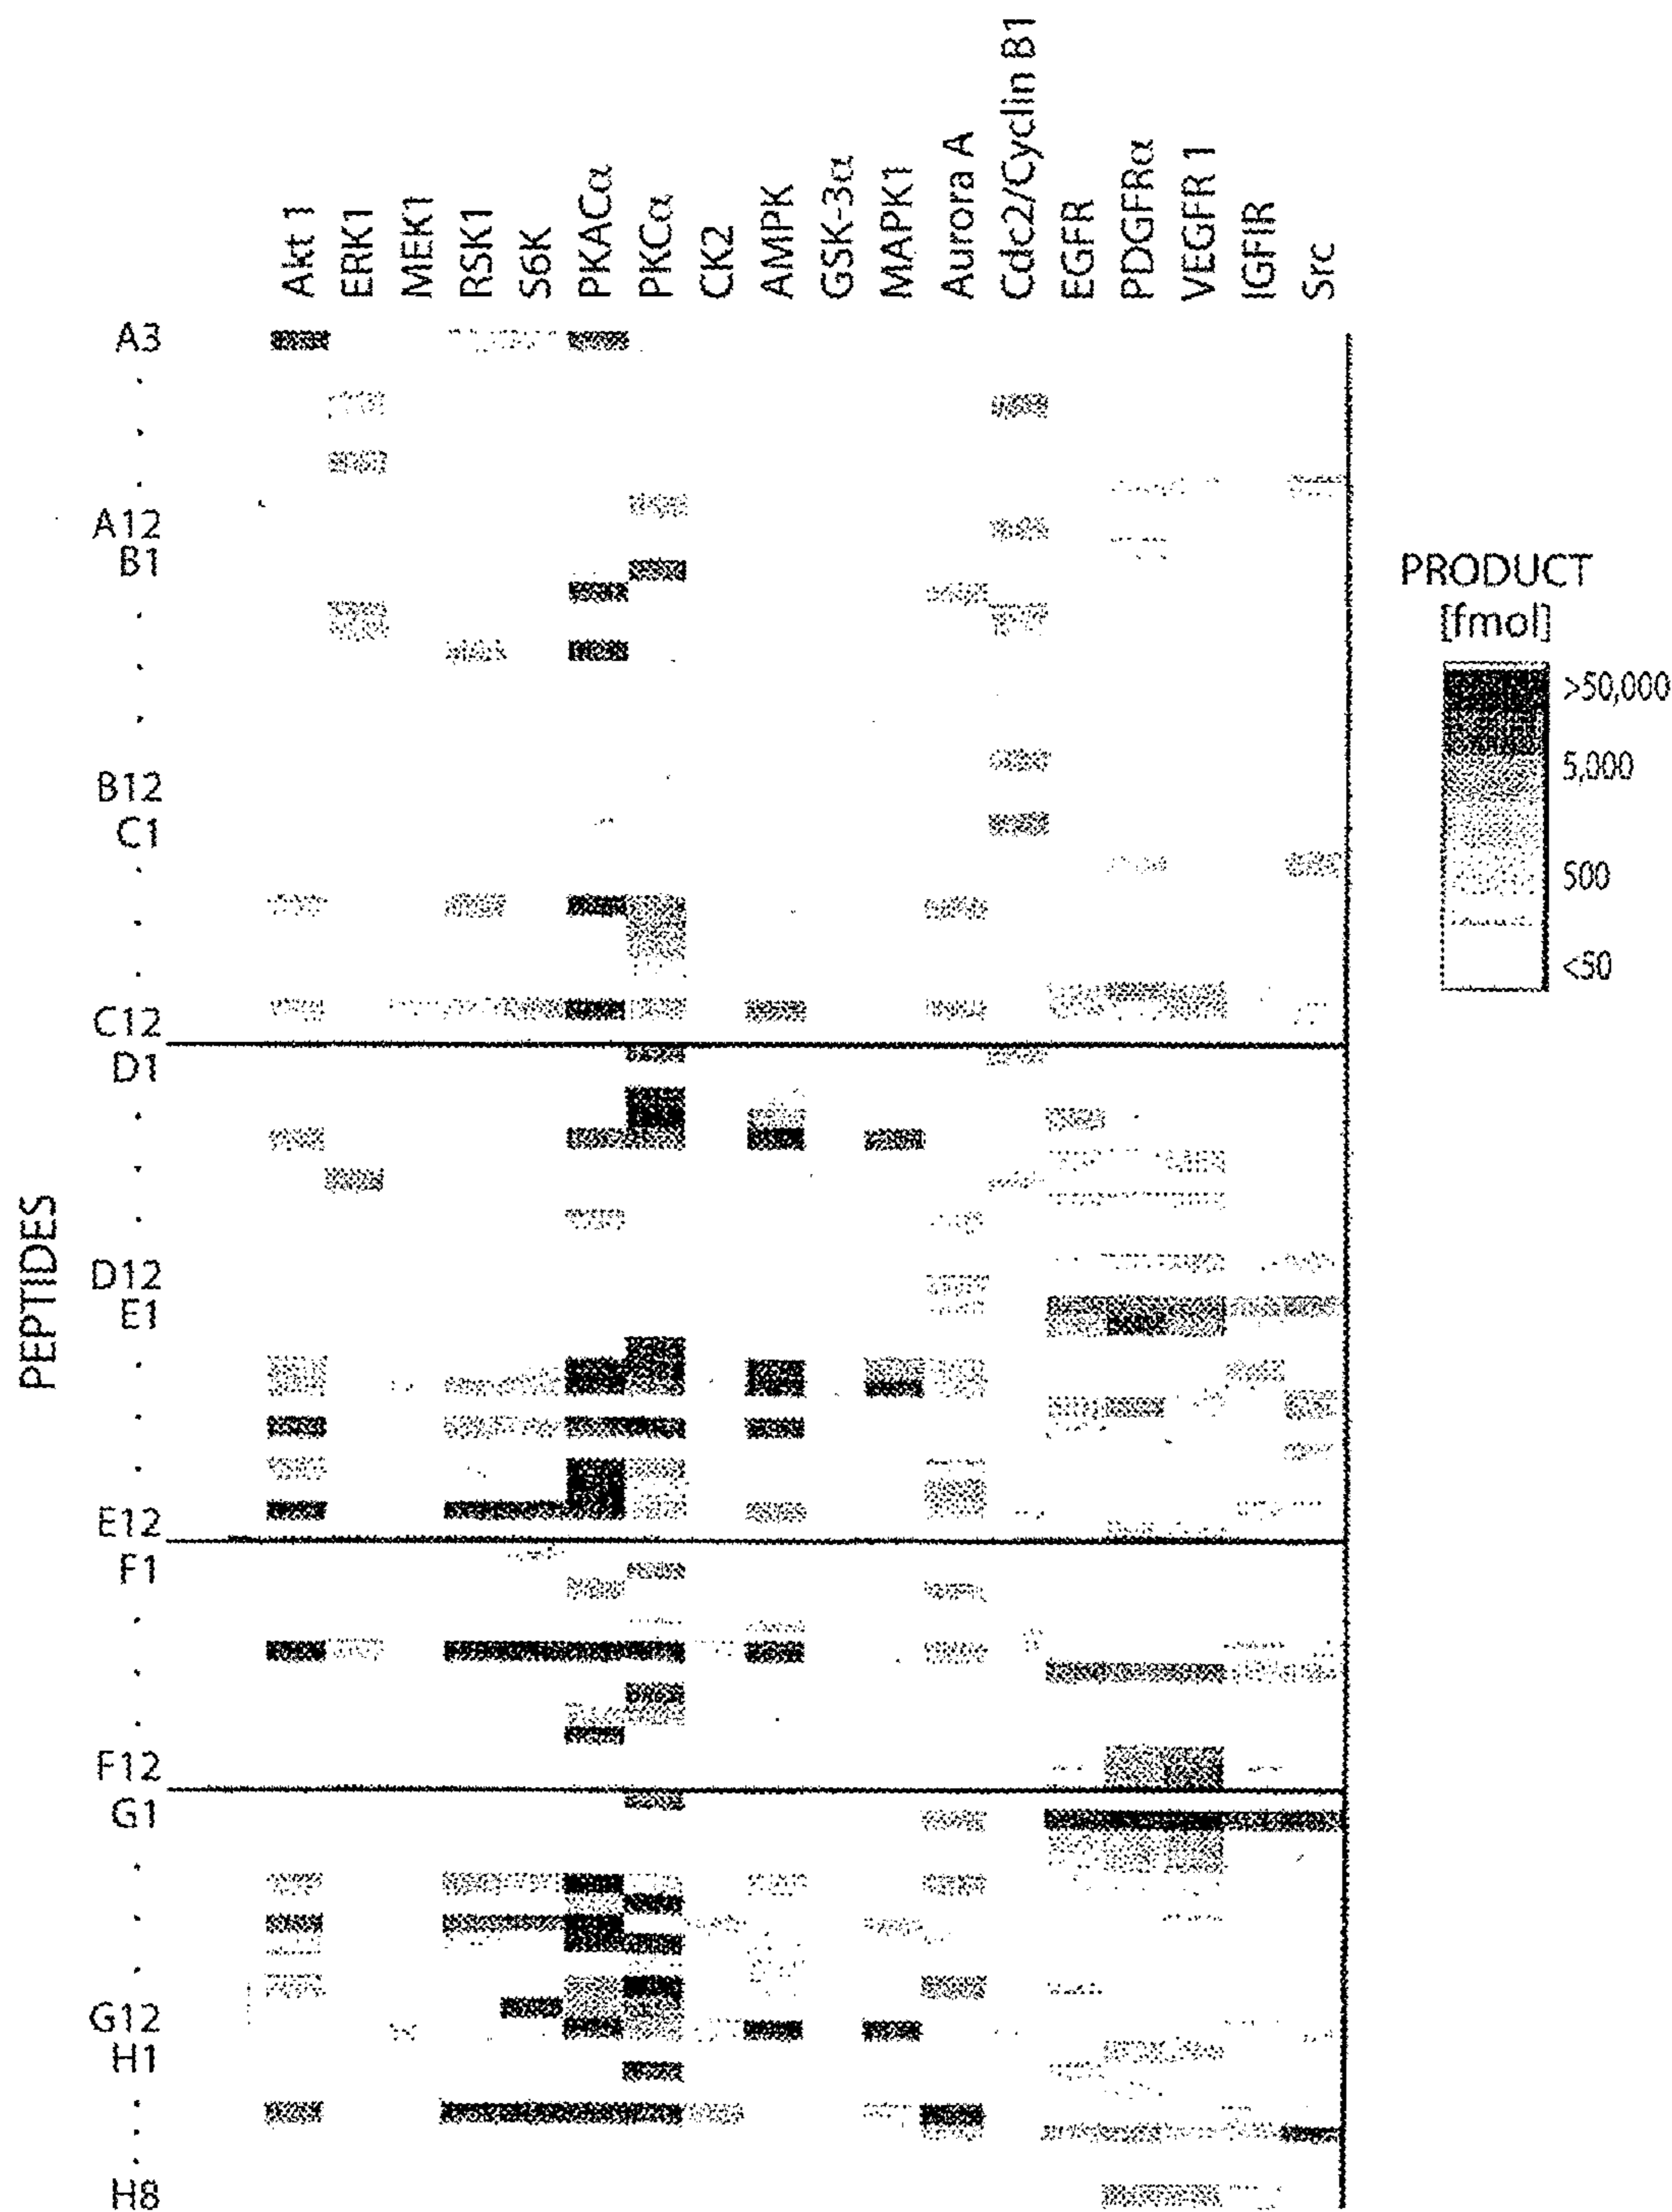 Akt 1
ERK1
MEK1
RSK1
S6K
PKACα
PKCα
CK2
AMPK
GSK-3α
MAPK1
Aurora A
Cdc2/Cyclin B1
EGFR
PDGFRα
VEGFR 1
IGFIR
Src
A3
A12
B1
B12
C1
C12
D1
D12
E1
E12
F1
F12
G1
G12
H1
H8
PEPTIDES
PRODUCT
[fmol]
>50,000
5,000
500
<50